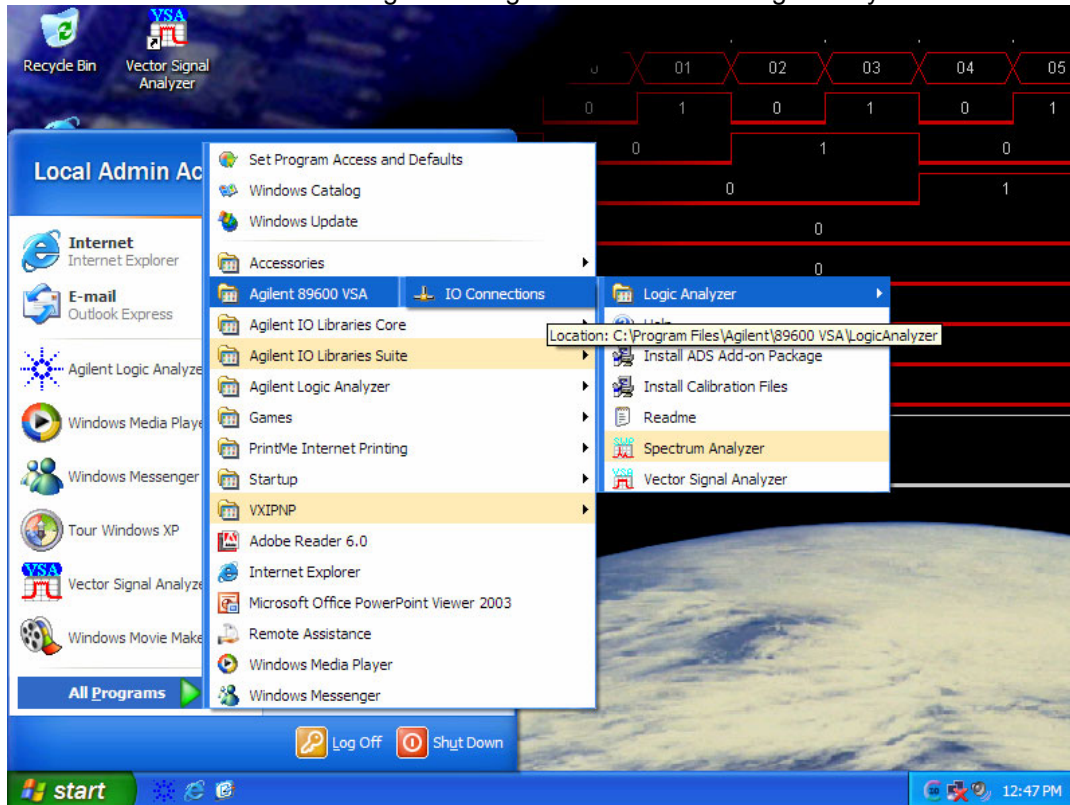 Recycle Bin
VSA
Vector Signal
Analyzer
01 02 03 04 05
0 1 0 1 0 1
0 1 0
0 1
0
0
Local Admin Ac
Internet
Internet Explorer
E-mail
Outlook Express
Agilent Logic Analyze
Windows Media Playe
Windows Messenger
Tour Windows XP
VSA
Vector Signal Analyze
Windows Movie Make
All Programs
Set Program Access and Defaults
Windows Catalog
Windows Update
Accessories
Agilent 89600 VSA
Agilent IO Libraries Core
Agilent IO Libraries Suite
Agilent Logic Analyzer
Games
PrintMe Internet Printing
Startup
VXIPNP
Adobe Reader 6.0
Internet Explorer
Microsoft Office PowerPoint Viewer 2003
Remote Assistance
Windows Media Player
Windows Messenger
IO Connections
Logic Analyzer
Location: C:\Program Files\Agilent\89600 VSA\LogicAnalyzer
Install ADS Add-on Package
Install Calibration Files
Readme
Spectrum Analyzer
VSA
Vector Signal Analyzer
Log Off
Shut Down
start
12:47 PM